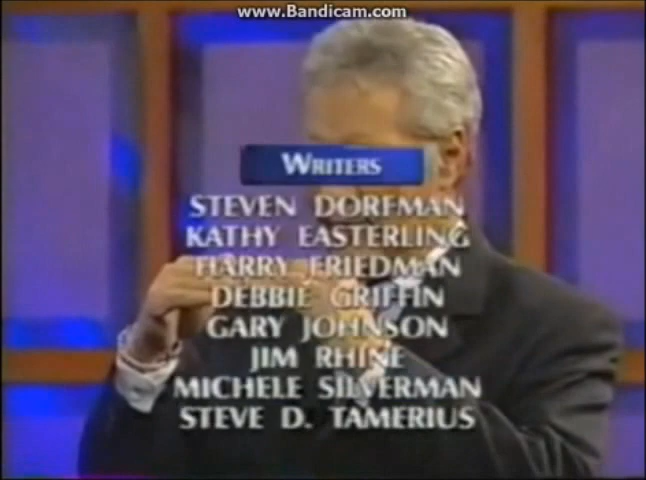 www.Bandicam.com
WRITERS
STEVEN DORFMAN
KATHY EASTERLING
HARRY FRIEDMAN
DEBBIE GRIFFIN
GARY JOHNSON
JIM RHINE
MICHELE SILVERMAN
STEVE D. TAMERIUS